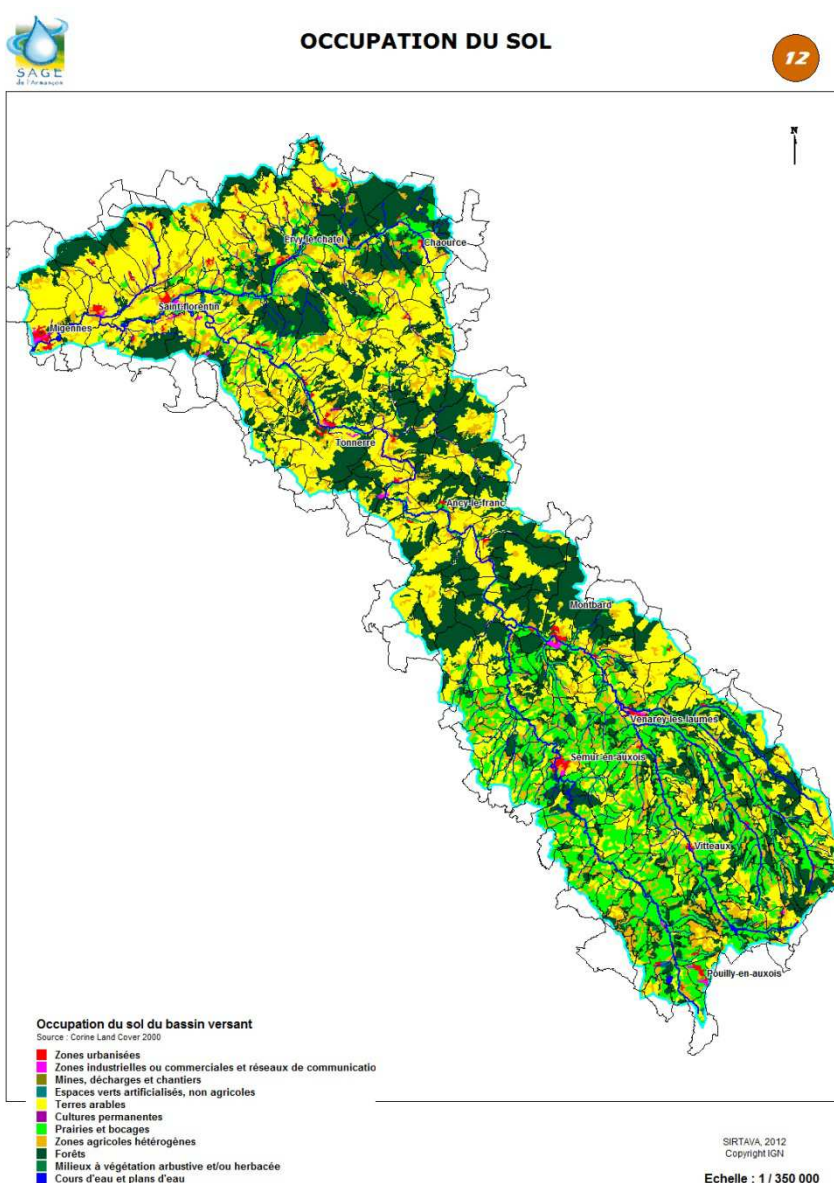 OCCUPATION DU SOL
12
SAGE
de l'Armançon
N
Ervy-le-chatel
Chaource
Saint-florentin
Migennes
Tonnerre
Ancy-le-franc
Montbard
Venarey-les-laumes
Semur-en-auxois
Vitteaux
Pouilly-en-auxois
Occupation du sol du bassin versant
Source : Corine Land Cover 2000
Zones urbanisées
Zones industrielles ou commerciales et réseaux de communicatio
Mines, décharges et chantiers
Espaces verts artificialisés, non agricoles
Terres arables
Cultures permanentes
Prairies et bocages
Zones agricoles hétérogènes
Forêts
Milieux à végétation arbustive et/ou herbacée
Cours d'eau et plans d'eau
SIRTAVA, 2012
Copyright IGN
Echelle : 1 / 350 000